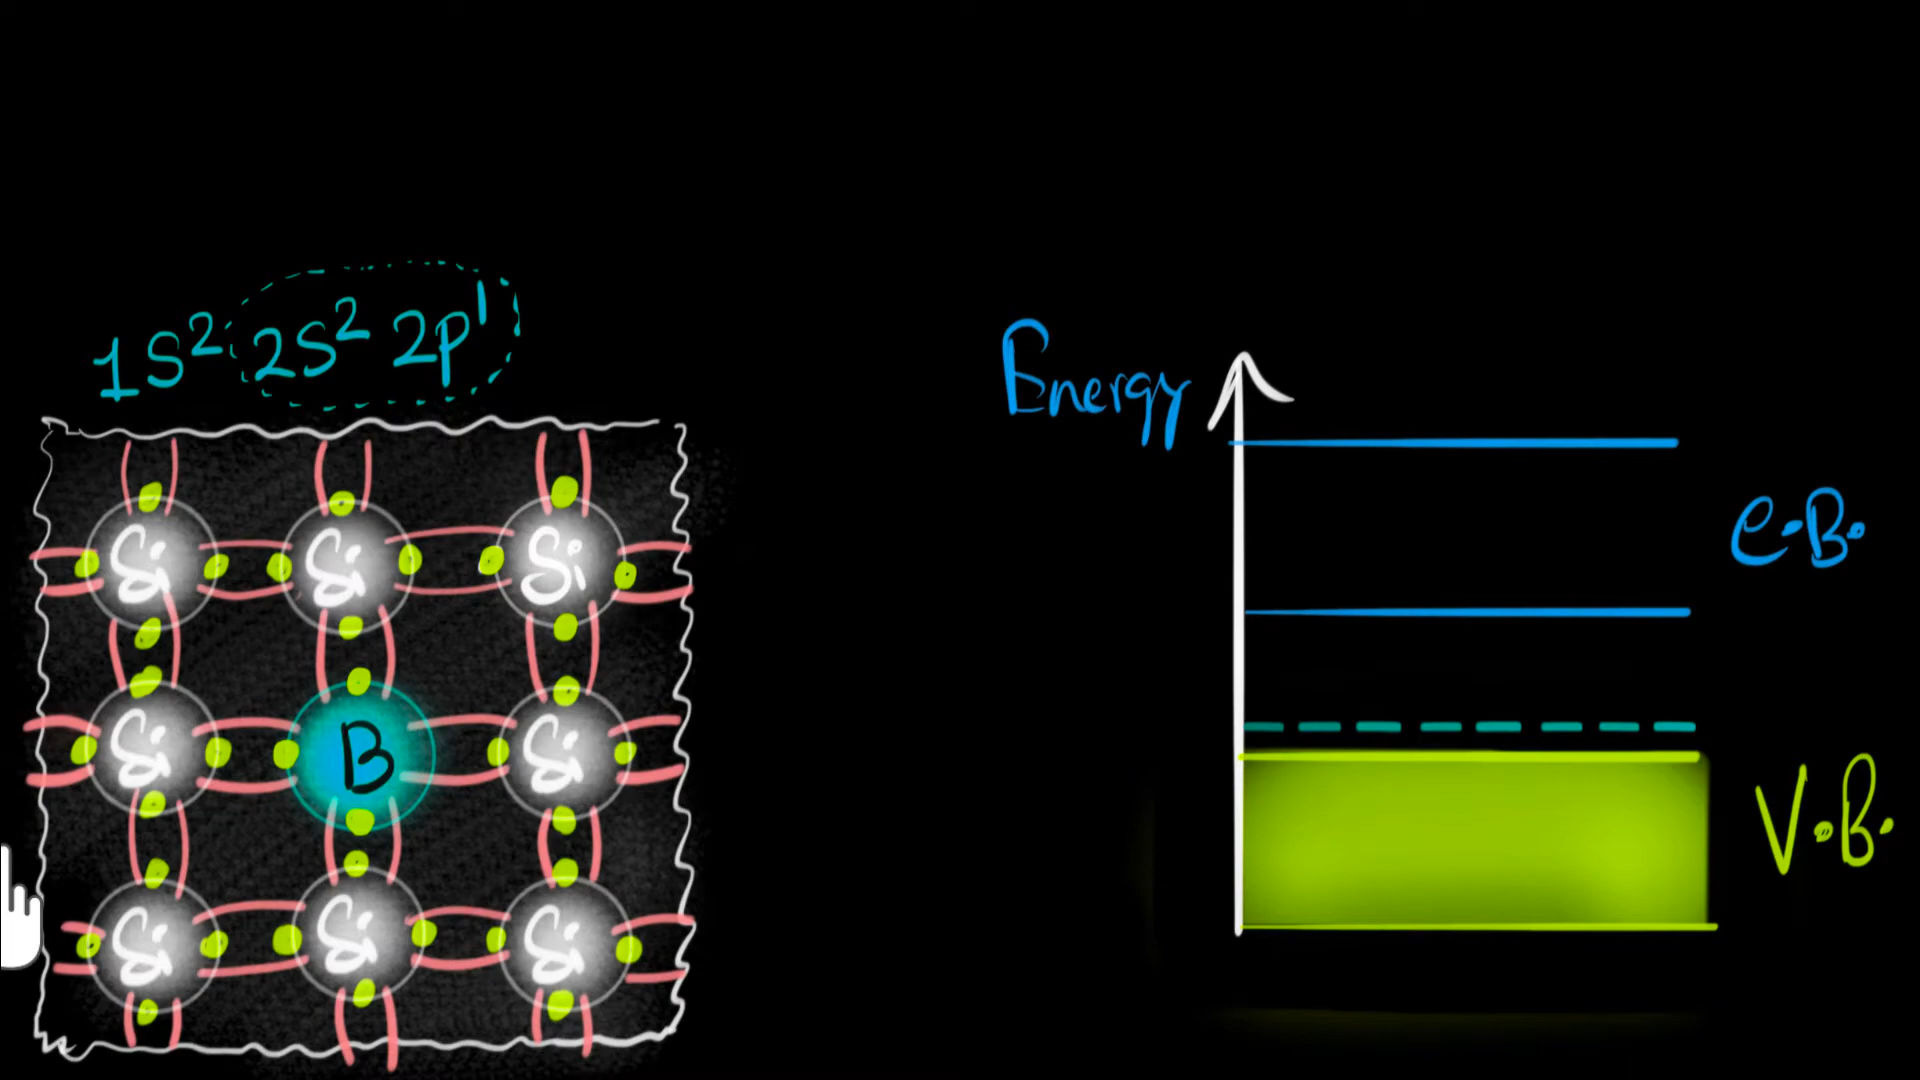 1S² 2S² 2p¹
Energy
C.B.
Si Si Si
Si B Si
V.B.
Si Si Si